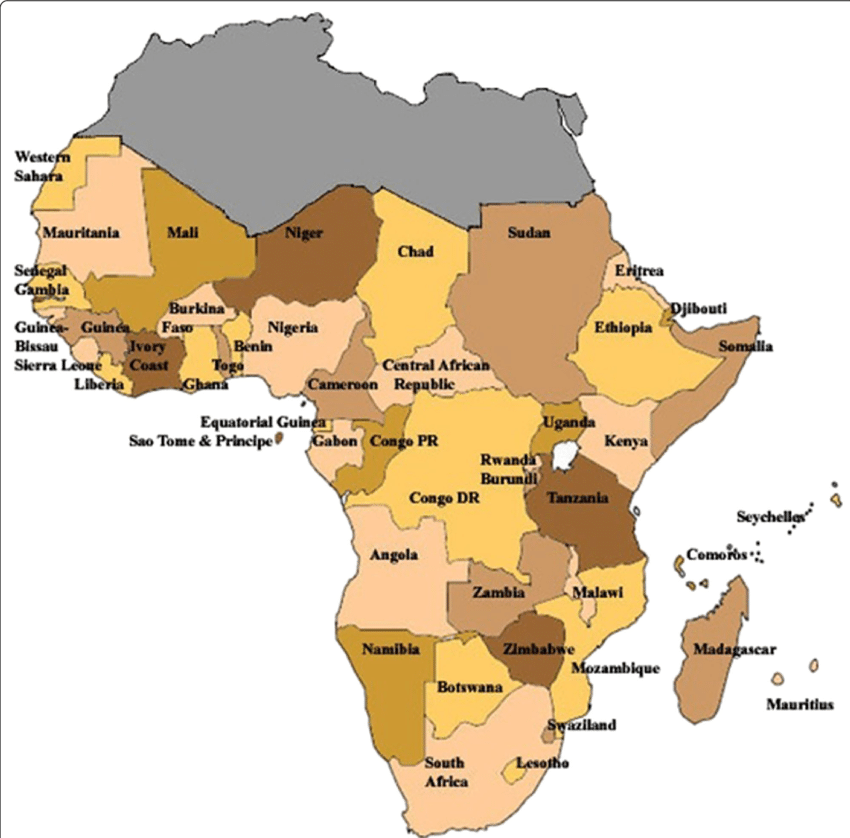 Western
Sahara
Mauritania
Mali
Niger
Chad
Sudan
Eritrea
Senegal
Gambia
Djibouti
Burkina
Faso
Guinea-
Bissau
Guinea
Nigeria
Ethiopia
Somalia
Ivory
Coast
Benin
Sierra Leone
Togo
Central African
Republic
Liberia
Ghana
Cameroon
Equatorial Guinea
Uganda
Sao Tome & Principe
Gabon
Congo PR
Kenya
Rwanda
Burundi
Congo DR
Tanzania
Seychelles
Angola
Comoros
Zambia
Malawi
Namibia
Zimbabwe
Madagascar
Mozambique
Botswana
Mauritius
Swaziland
South
Africa
Lesotho